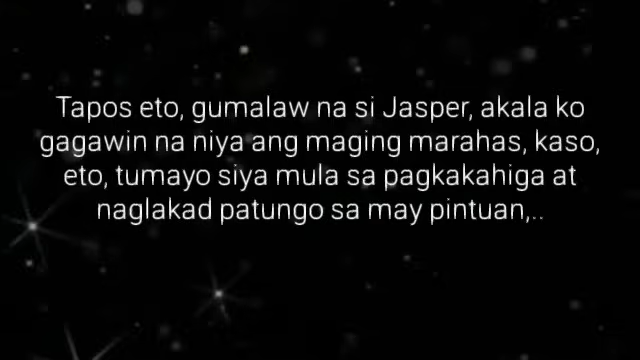 Tapos eto, gumalaw na si Jasper, akala ko
gagawin na niya ang maging marahas, kaso,
eto, tumayo siya mula sa pagkakahiga at
naglakad patungo sa may pintuan,..